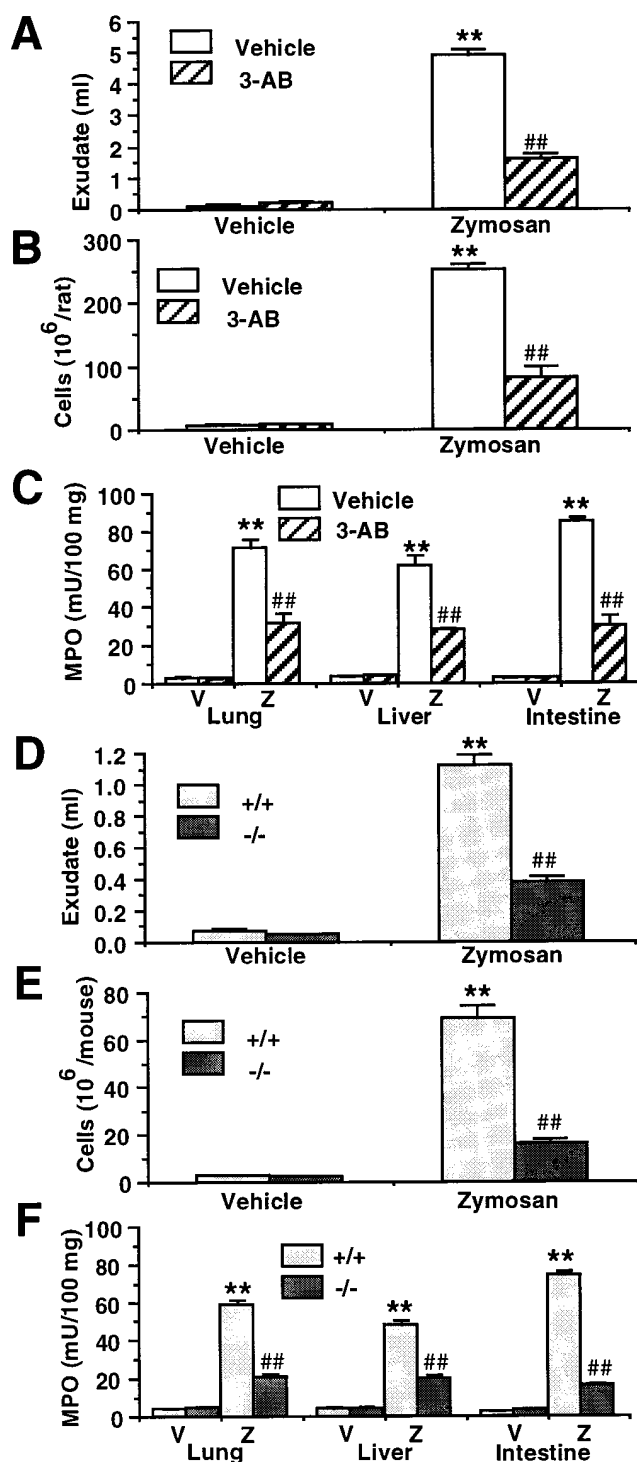 A
Exudate (ml)
6
5
4
3
2
1
0
Vehicle
3-AB
**
##
Vehicle Zymosan
B
Cells (10^6/rat)
300
200
100
0
Vehicle
3-AB
**
##
Vehicle Zymosan
C
MPO (mU/100 mg)
100
80
60
40
20
0
Vehicle
3-AB
** ** **
## ## ##
V Z V Z V Z
Lung Liver Intestine
D
Exudate (ml)
1.2
1.0
0.8
0.6
0.4
0.2
0.0
+/+
-/-
**
##
Vehicle Zymosan
E
Cells (10^6/mouse)
80
60
40
20
0
+/+
-/-
**
##
Vehicle Zymosan
F
MPO (mU/100 mg)
100
80
60
40
20
0
+/+
-/-
** ** **
## ## ##
V Z V Z V Z
Lung Liver Intestine